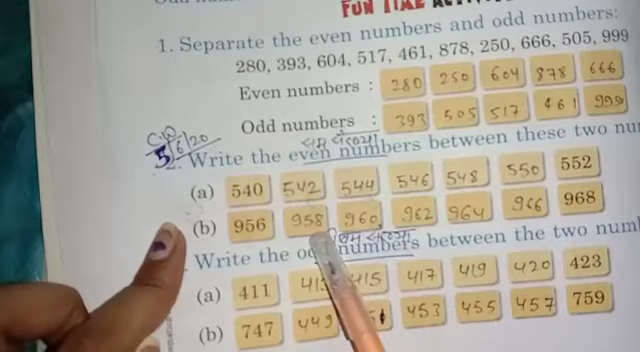 FUN TIME
1. Separate the even numbers and odd numbers:
280, 393, 604, 517, 461, 878, 250, 666, 505, 999
Even numbers : 280 250 604 878 666
Odd numbers : 393 505 517 461 999
C.W
5/6/20
સમ સંખ્યા
2. Write the even numbers between these two
(a) 540 542 544 546 548 550 552
(b) 956 958 960 962 964 966 968
સંખ્યા
Write the numbers between the two
(a) 411 415 417 419 420 423
(b) 747 449 453 455 457 759